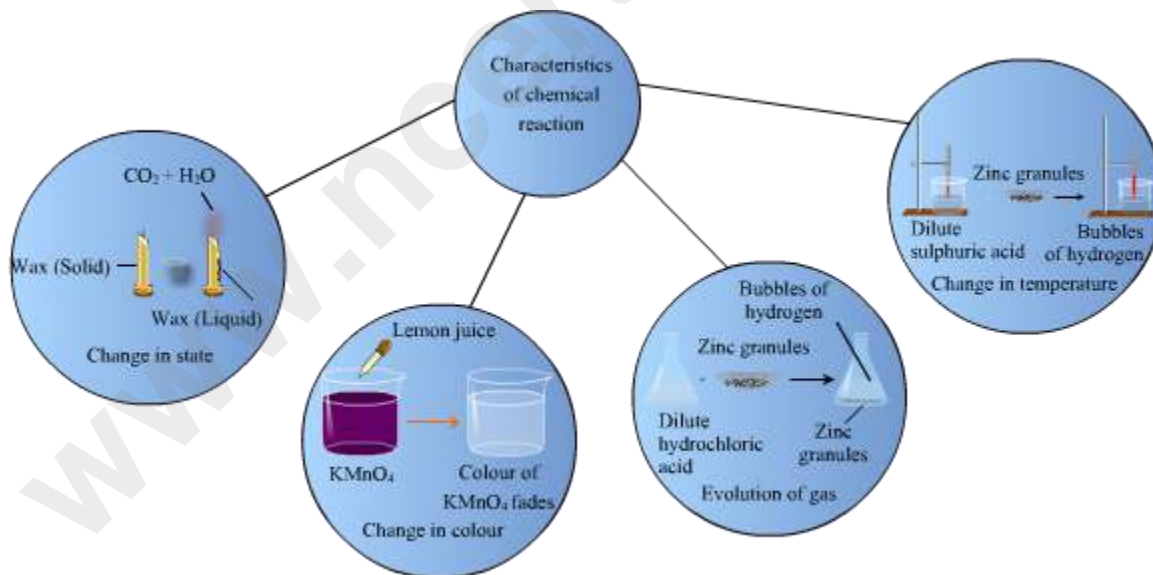 Characteristics
of chemical
reaction
CO₂ + H₂O
Wax (Solid)
Wax (Liquid)
Change in state
Lemon juice
KMnO₄
Colour of
KMnO₄ fades
Change in colour
Bubbles of
hydrogen
Zinc granules
Dilute
hydrochloric
acid
Zinc
granules
Evolution of gas
Zinc granules
Dilute
sulphuric acid
Bubbles
of hydrogen
Change in temperature
www.nce